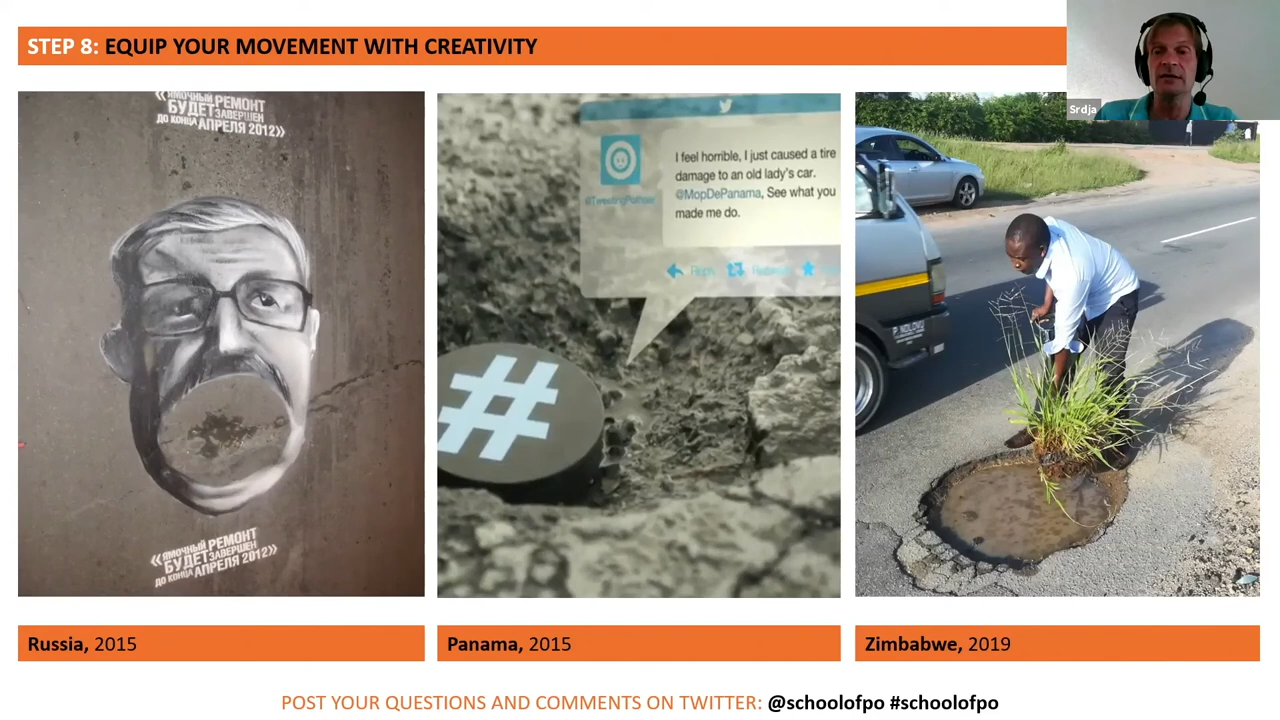 STEP 8: EQUIP YOUR MOVEMENT WITH CREATIVITY
Srdja
«ЯМОЧНЫЙ РЕМОНТ
БУДЕТ ЗАВЕРШЕН
ДО КОНЦА АПРЕЛЯ 2012»
«ЯМОЧНЫЙ РЕМОНТ
БУДЕТ ЗАВЕРШЕН
ДО КОНЦА АПРЕЛЯ 2012»
I feel horrible, I just caused a tire
damage to an old lady's car.
@MopDePanama, See what you
made me do.
Reply Retweet
#
P. NDLOVU
Russia, 2015
Panama, 2015
Zimbabwe, 2019
POST YOUR QUESTIONS AND COMMENTS ON TWITTER: @schoolofpo #schoolofpo